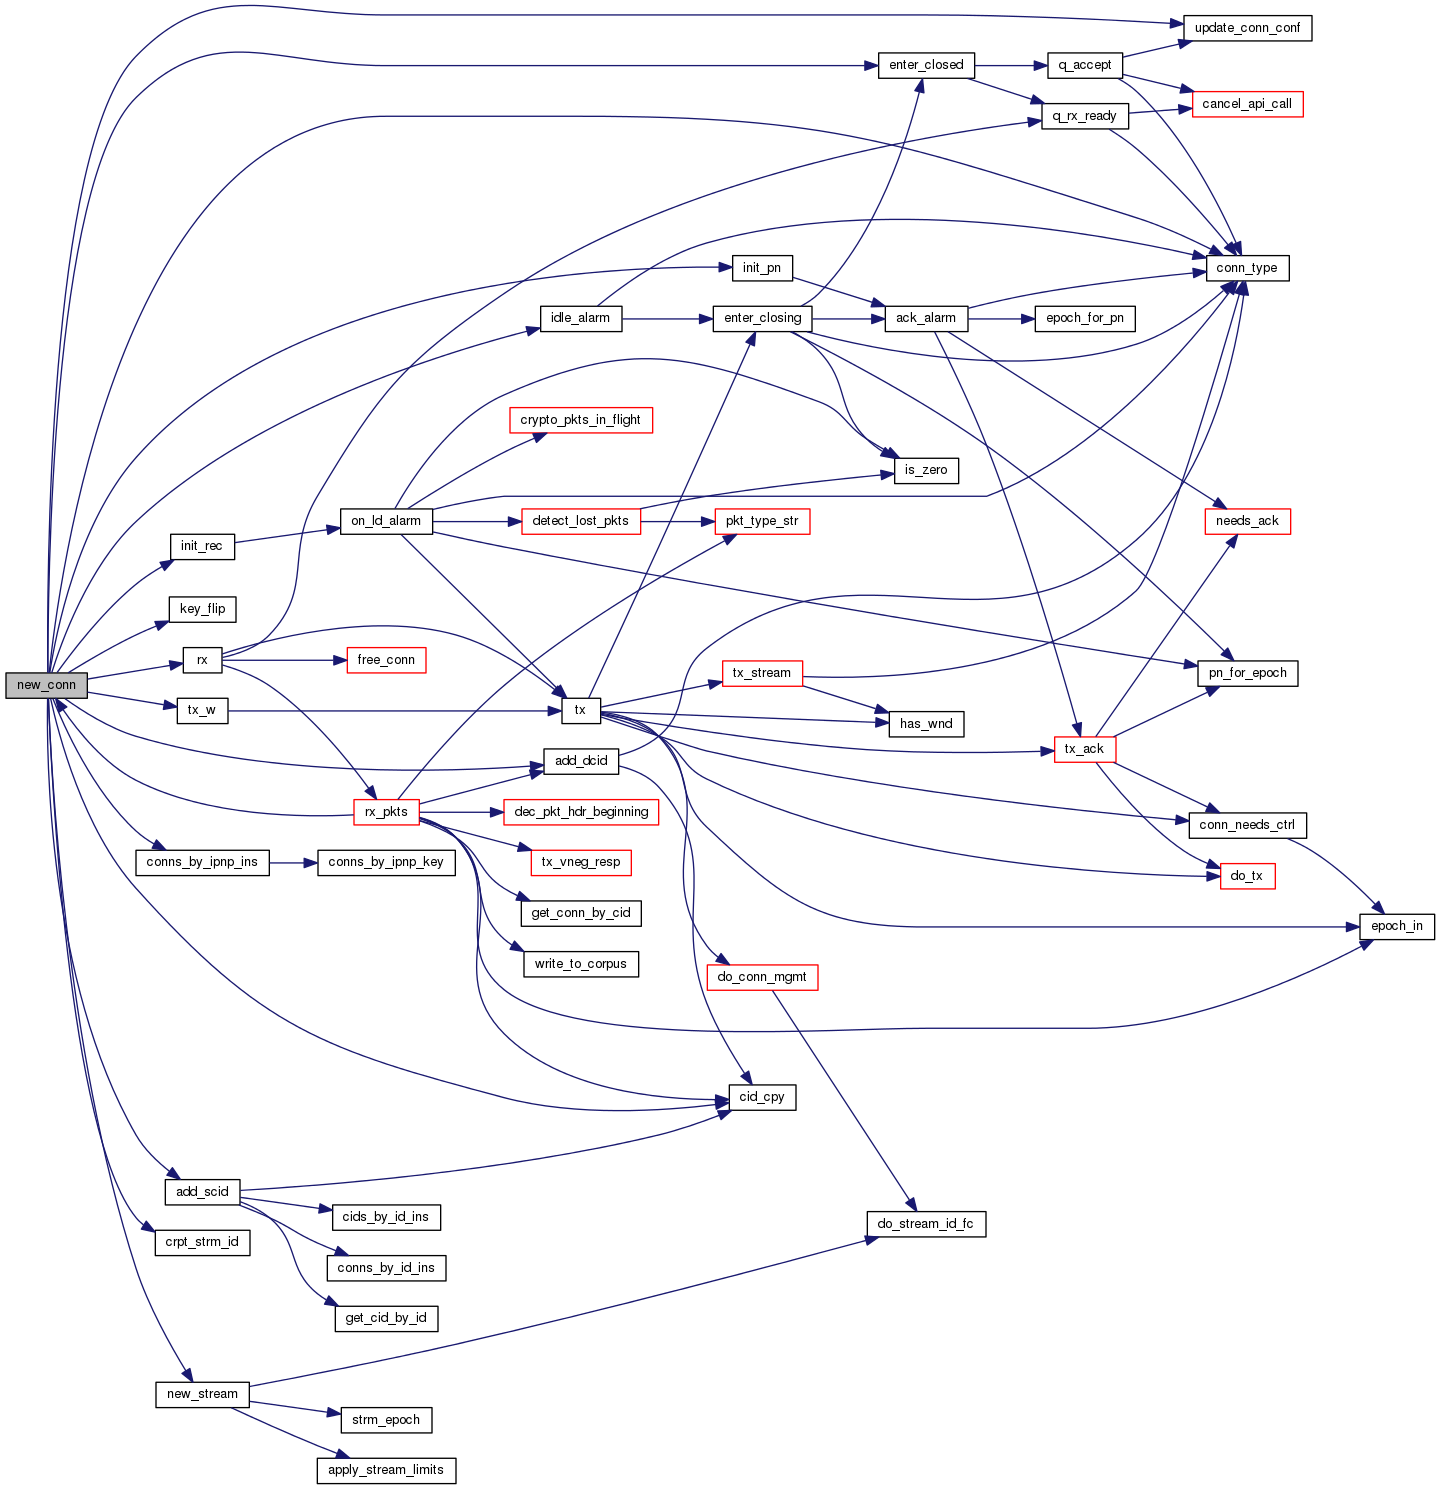 update_conn_conf
enter_closed
q_accept
cancel_api_call
q_rx_ready
init_pn
conn_type
idle_alarm
enter_closing
ack_alarm
epoch_for_pn
crypto_pkts_in_flight
is_zero
on_ld_alarm
detect_lost_pkts
pkt_type_str
needs_ack
init_rec
key_flip
rx
free_conn
tx_stream
pn_for_epoch
new_conn
tx_w
tx
has_wnd
tx_ack
add_dcid
rx_pkts
dec_pkt_hdr_beginning
conn_needs_ctrl
conns_by_ipnp_ins
conns_by_ipnp_key
tx_vneg_resp
do_tx
get_conn_by_cid
epoch_in
write_to_corpus
do_conn_mgmt
cid_cpy
add_scid
cids_by_id_ins
do_stream_id_fc
crpt_strm_id
conns_by_id_ins
get_cid_by_id
new_stream
strm_epoch
apply_stream_limits